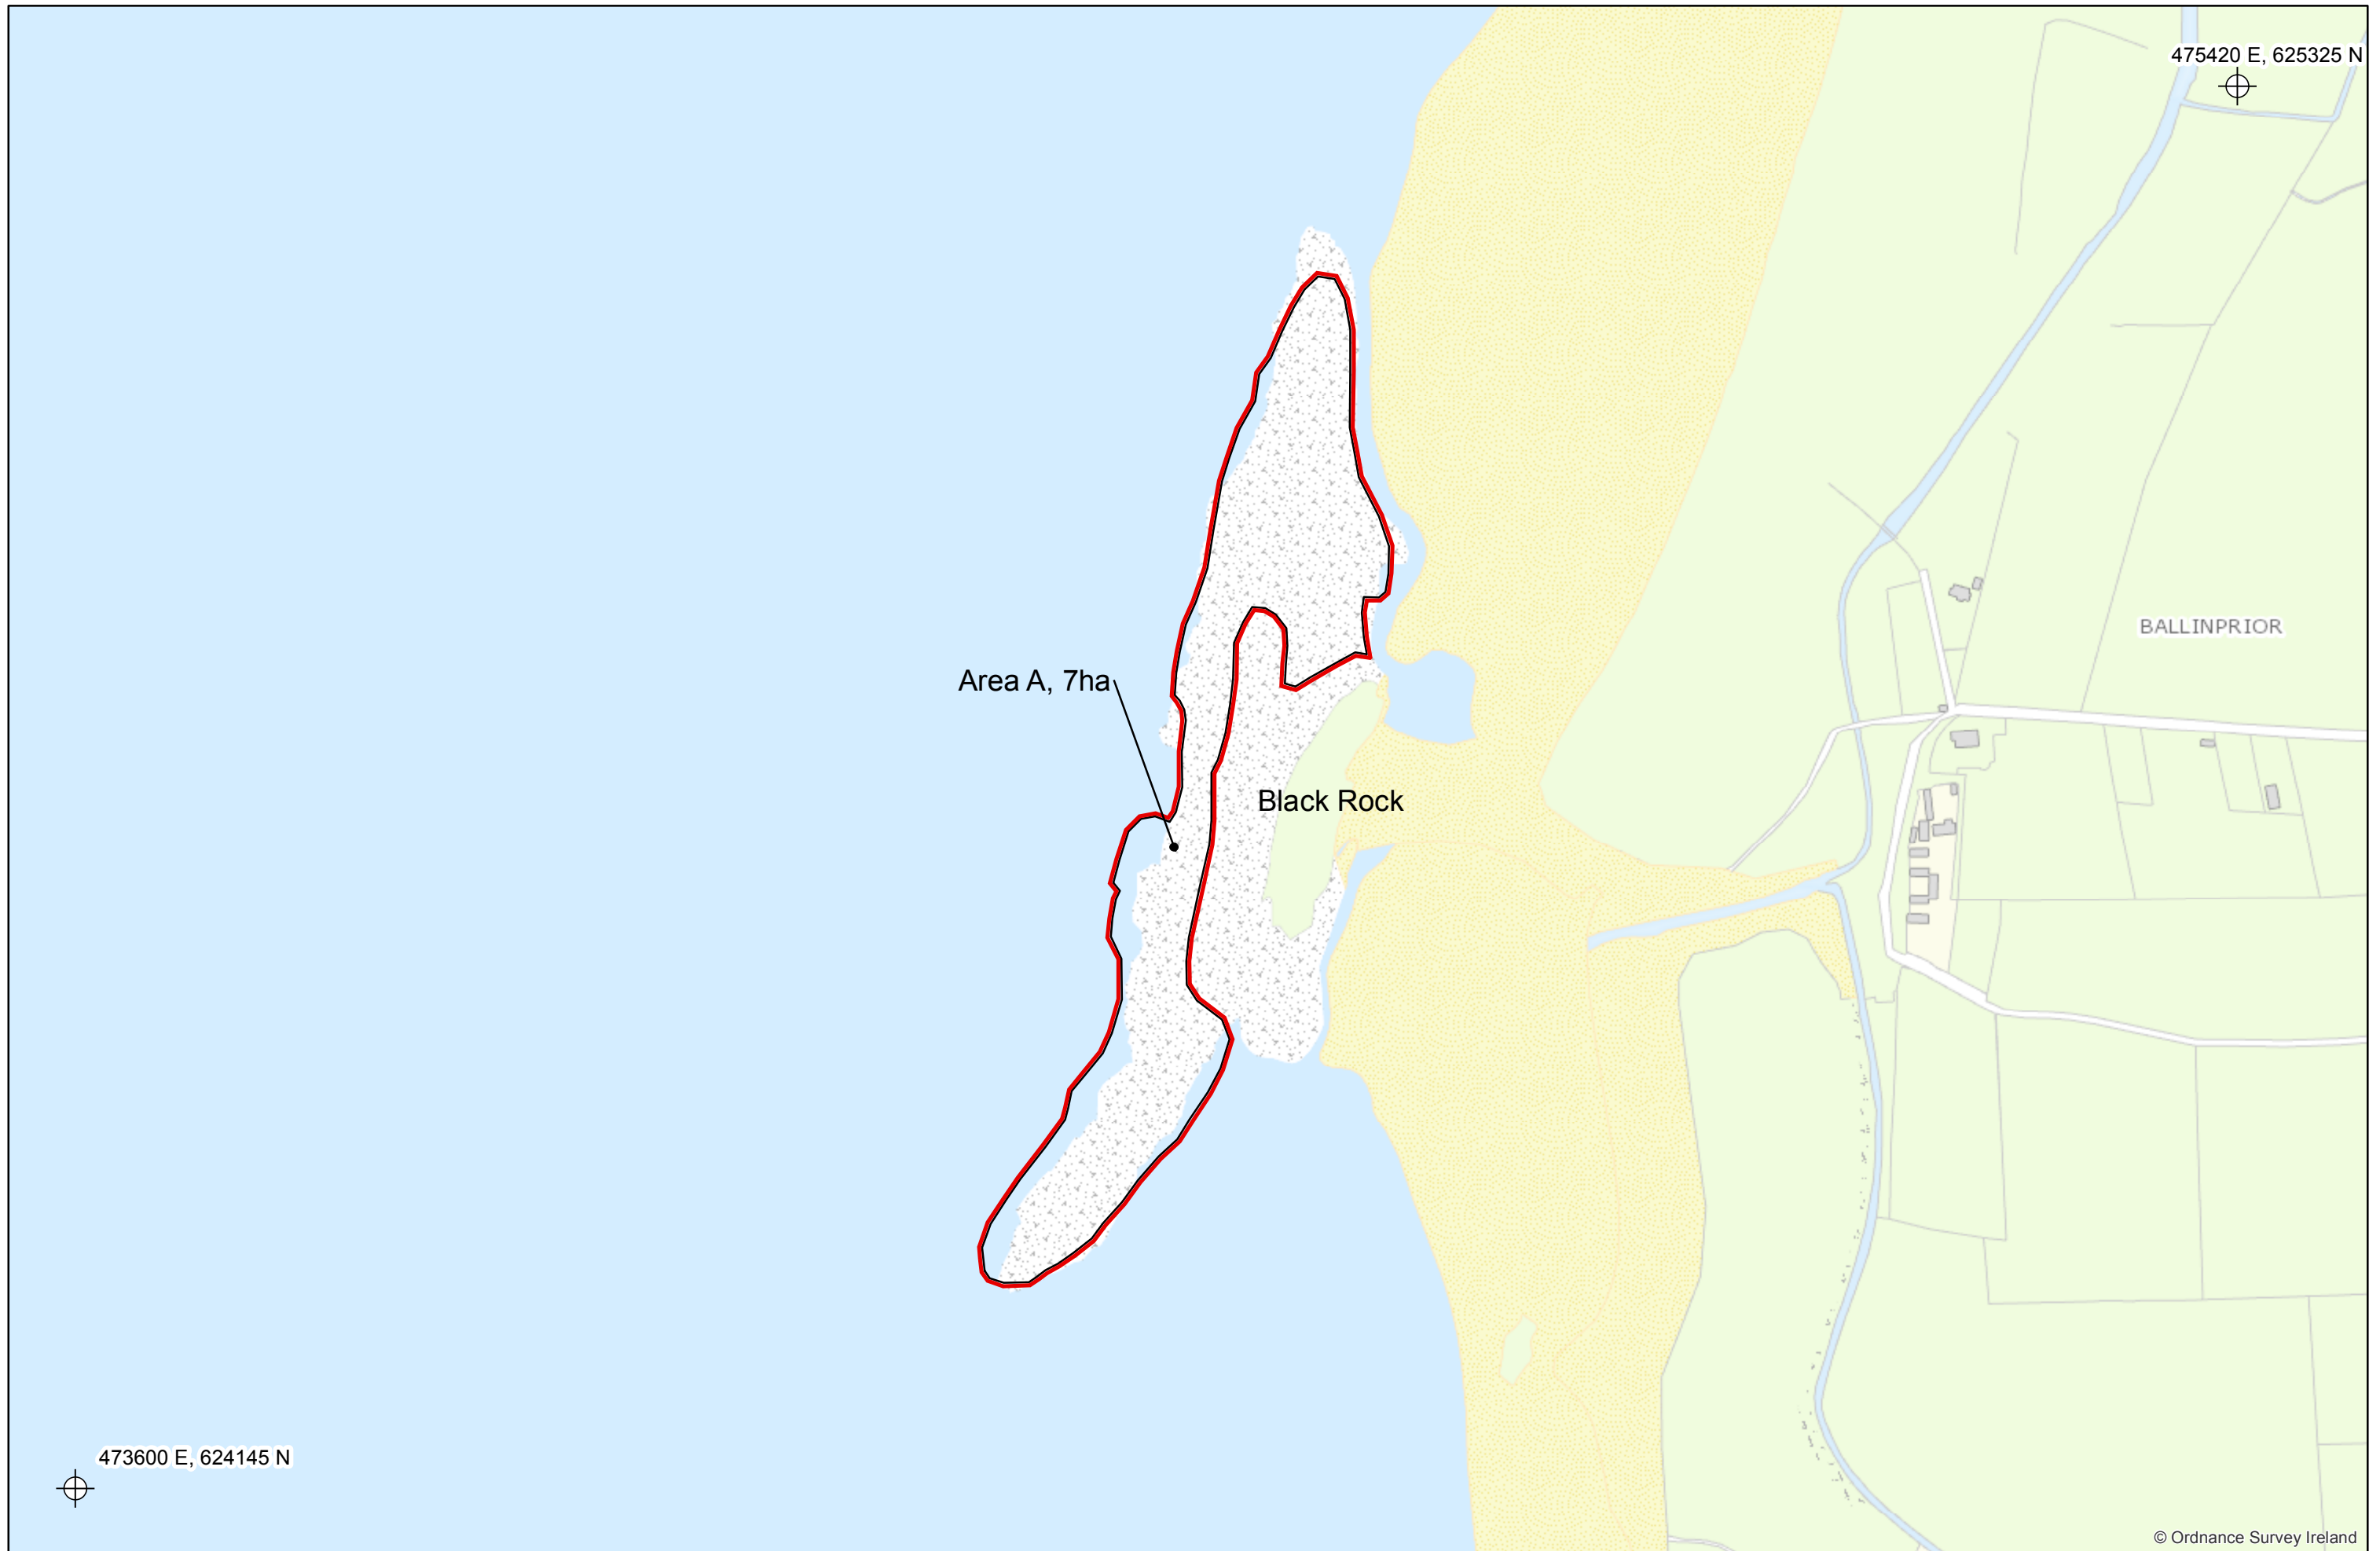 475420 E, 625325 N
BALLINPRIOR
Area A, 7ha
Black Rock
473600 E, 624145 N
© Ordnance Survey Ireland